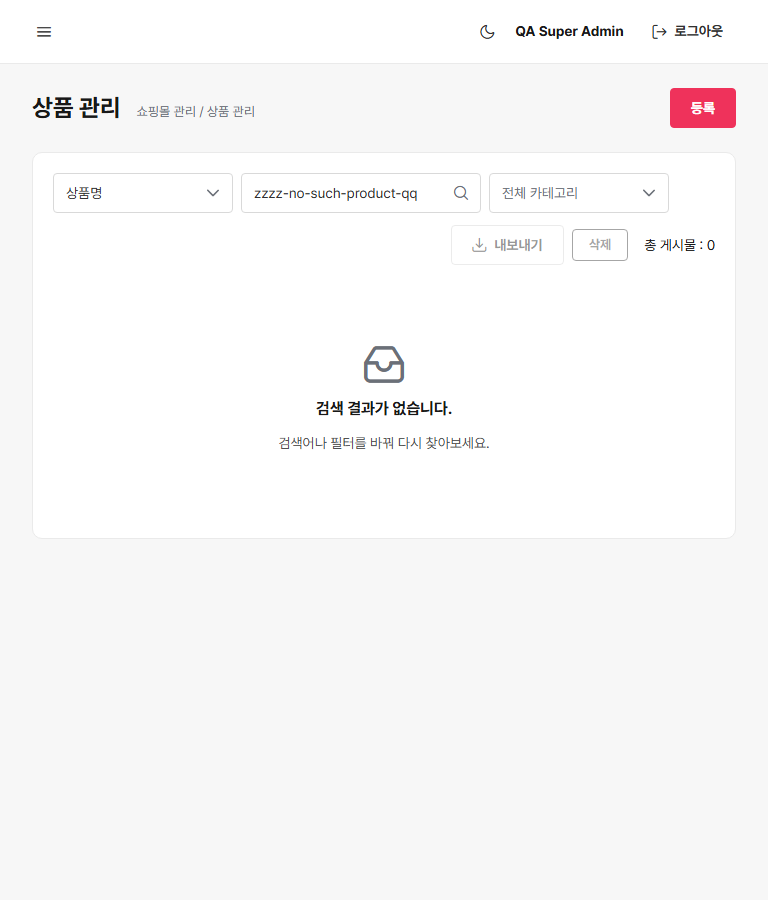 QA Super Admin 로그아웃
상품 관리 쇼핑몰 관리 / 상품 관리 등록
상품명 zzzz-no-such-product-qq 전체 카테고리
내보내기 삭제 총 게시물 : 0
검색 결과가 없습니다.
검색어나 필터를 바꿔 다시 찾아보세요.